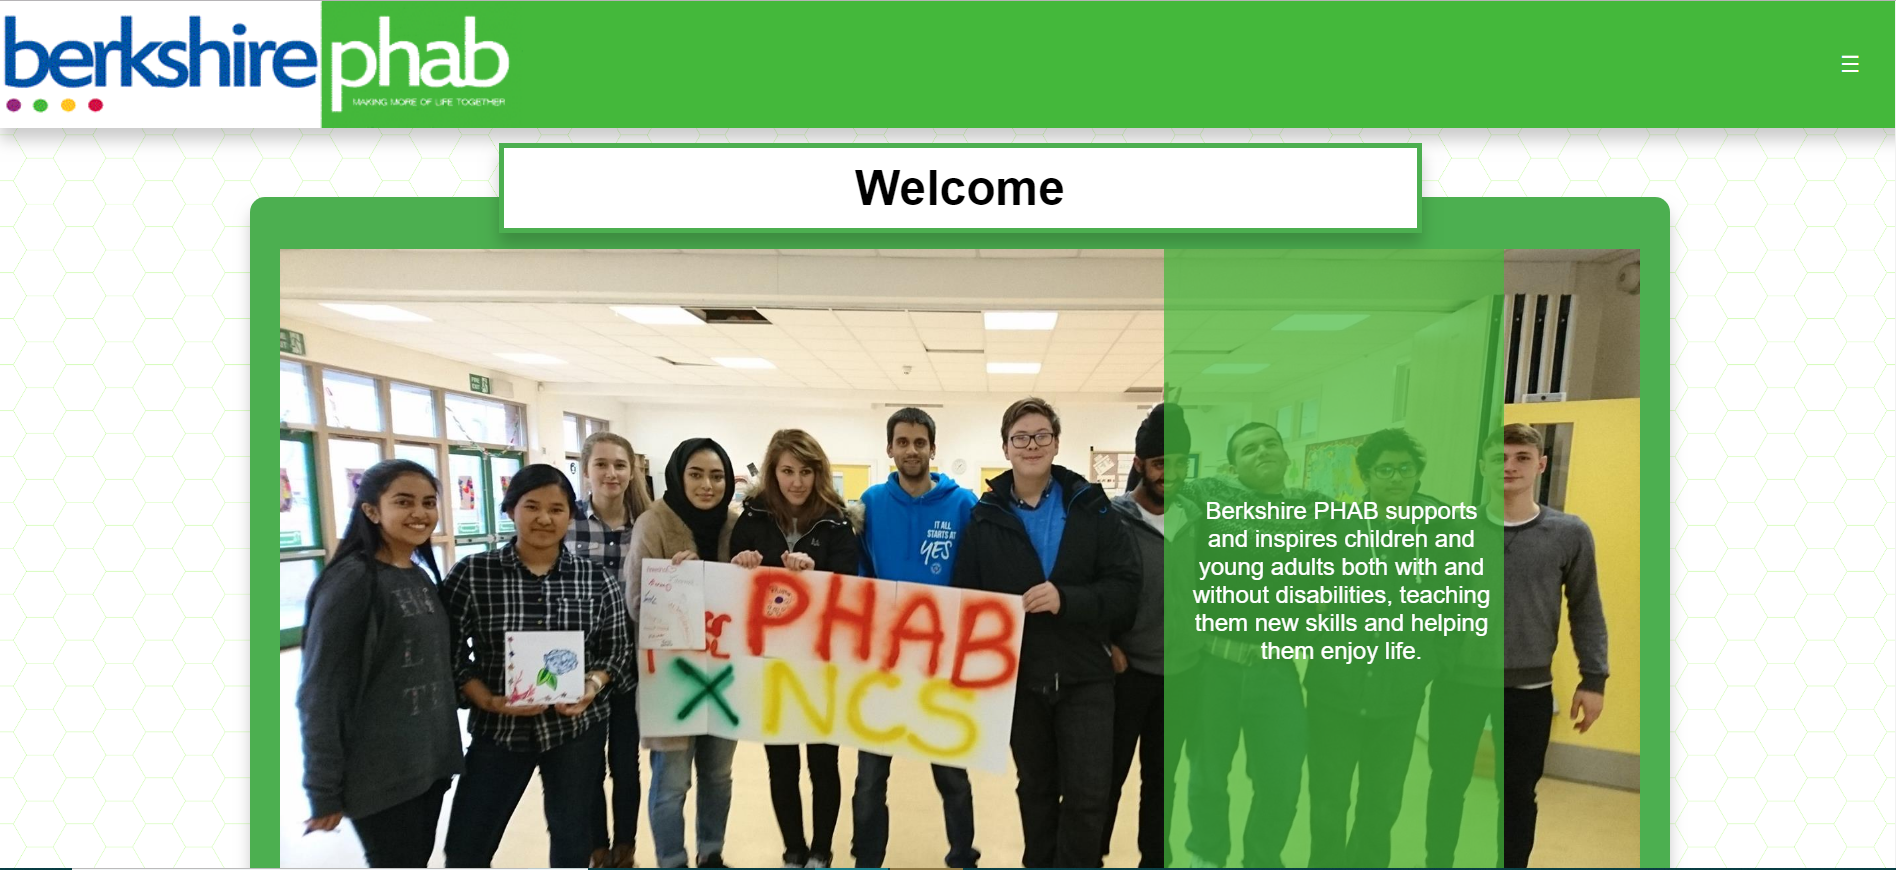 berkshire phab
MAKING MORE OF LIFE TOGETHER
☰
Welcome
FIRE EXIT
IT ALL
STARTS AT
YES
PHAB
X NCS
Berkshire PHAB supports
and inspires children and
young adults both with and
without disabilities, teaching
them new skills and helping
them enjoy life.